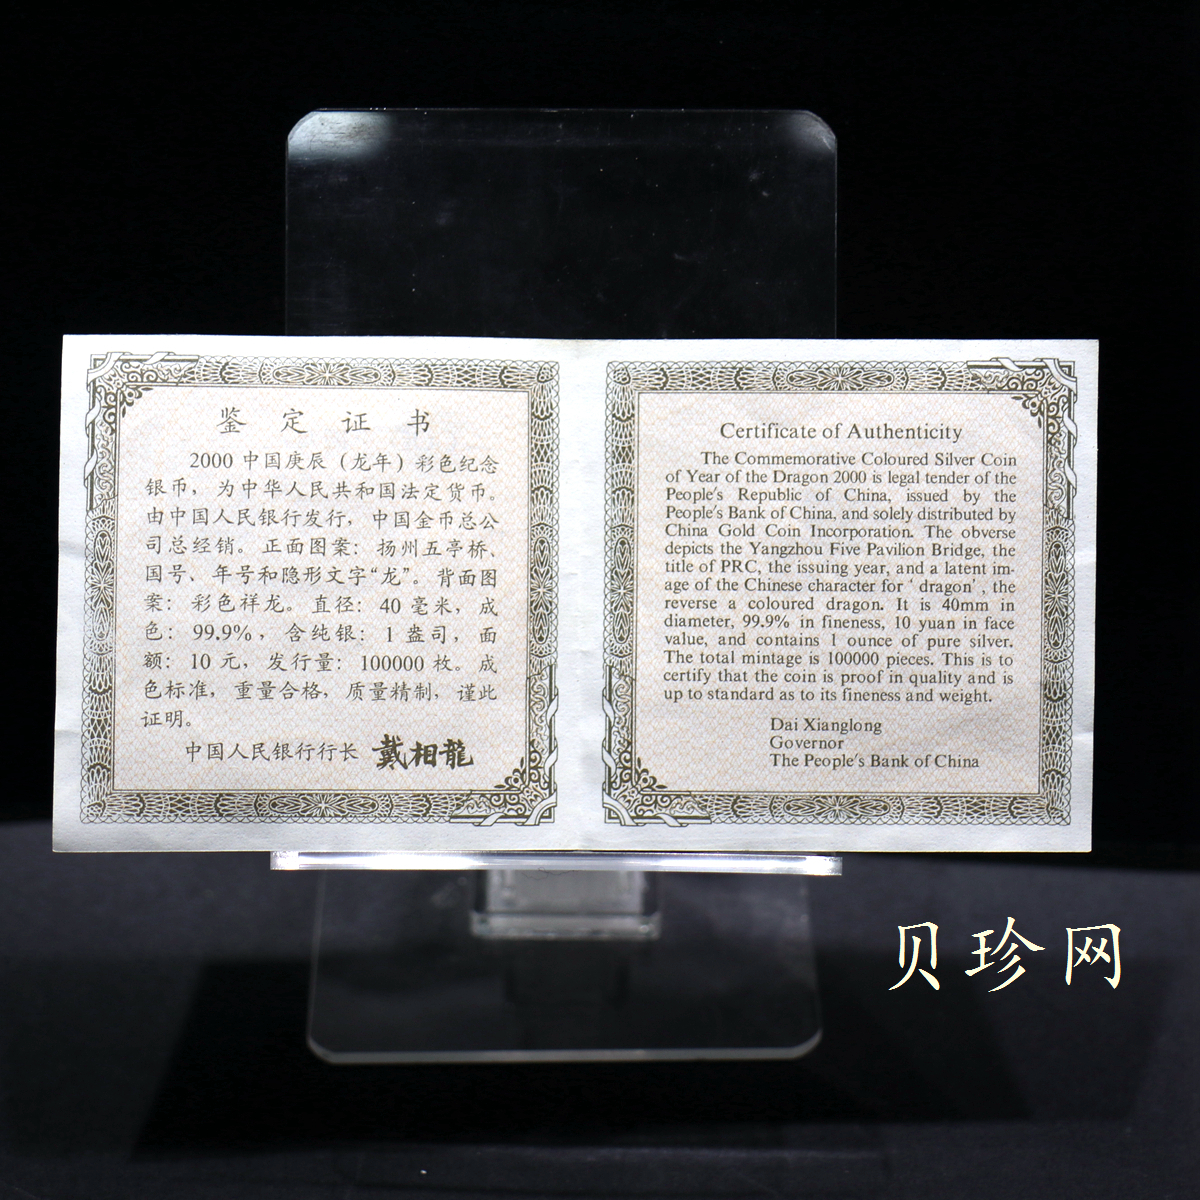 鉴定证书
2000 中国庚辰（龙年）彩色纪念
银币，为中华人民共和国法定货币。
由中国人民银行发行，中国金币总公
司总经销。正面图案：扬州五亭桥、
国号、年号和隐形文字“龙”。背面图
案：彩色祥龙。直径：40 毫米，成
色：99.9%，含纯银：1 盎司，面
额：10 元，发行量：100000 枚。成
色标准，重量合格，质量精制，谨此
证明。
中国人民银行行长 戴相龍
Certificate of Authenticity
The Commemorative Coloured Silver Coin
of Year of the Dragon 2000 is legal tender of the
People's Republic of China, issued by the
People's Bank of China, and solely distributed by
China Gold Coin Incorporation. The obverse
depicts the Yangzhou Five Pavilion Bridge, the
title of PRC, the issuing year, and a latent im-
age of the Chinese character for ‘dragon’, the
reverse a coloured dragon. It is 40mm in
diameter, 99.9% in fineness, 10 yuan in face
value, and contains 1 ounce of pure silver.
The total mintage is 100000 pieces. This is to
certify that the coin is proof in quality and is
up to standard as to its fineness and weight.
Dai Xianglong
Governor
The People's Bank of China
贝珍网